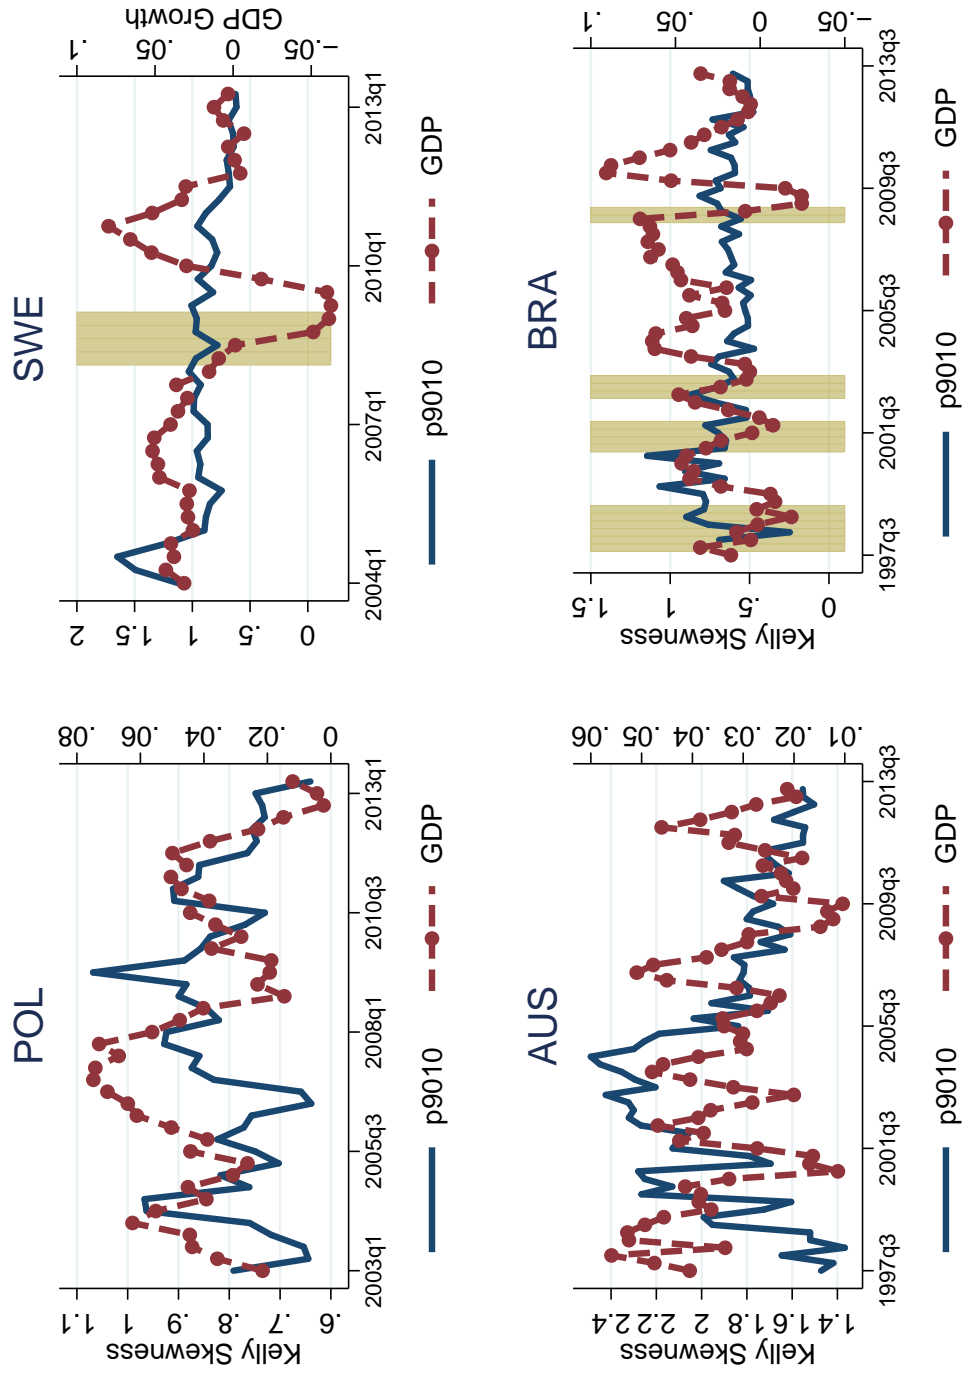 POL
Kelly Skewness
.6 .7 .8 .9 1 1.1
0 .02 .04 .06 .08
2003q1 2005q3 2008q1 2010q3 2013q1
p9010 GDP
SWE
0 .5 1 1.5 2
-.05 0 .05 .1
GDP Growth
2004q1 2007q1 2010q1 2013q1
p9010 GDP
AUS
Kelly Skewness
1.4 1.6 1.8 2 2.2 2.4
.01 .02 .03 .04 .05 .06
1997q3 2001q3 2005q3 2009q3 2013q3
p9010 GDP
BRA
Kelly Skewness
0 .5 1 1.5
-.05 0 .05 .1
1997q3 2001q3 2005q3 2009q3 2013q3
p9010 GDP